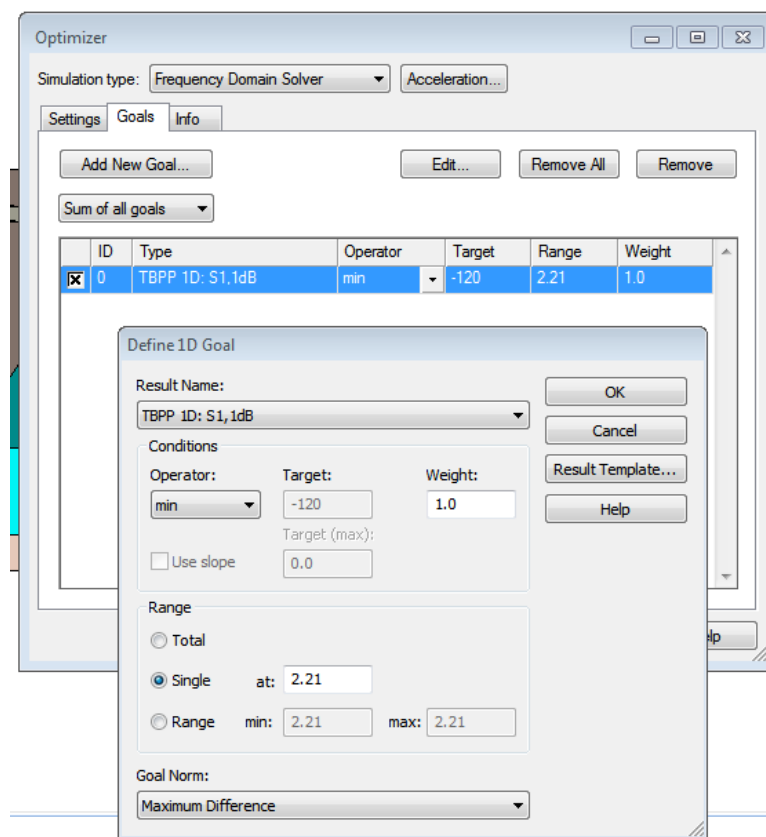 Optimizer
Simulation type: Frequency Domain Solver Acceleration...
Settings Goals Info
Add New Goal... Edit... Remove All Remove
Sum of all goals
ID Type Operator Target Range Weight
0 TBPP 1D: S1,1dB min -120 2.21 1.0
Define 1D Goal
Result Name:
TBPP 1D: S1,1dB
OK
Cancel
Result Template...
Help
Conditions
Operator: Target: Weight:
min -120 1.0
Target (max):
Use slope 0.0
Range
Total
Single at: 2.21
Range min: 2.21 max: 2.21
Goal Norm:
Maximum Difference